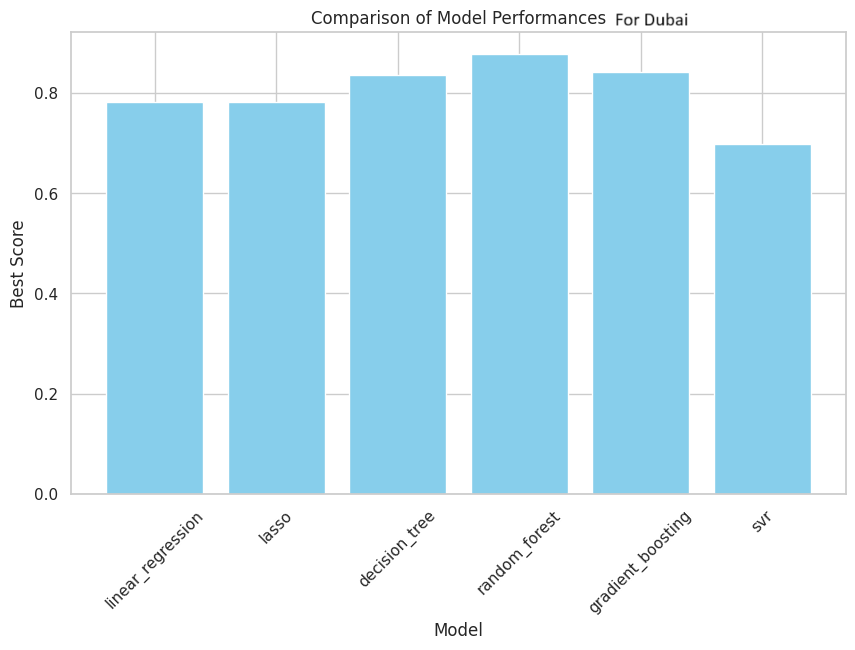 Comparison of Model Performances For Dubai
Best Score
0.8
0.6
0.4
0.2
0.0
linear_regression
lasso
decision_tree
random_forest
gradient_boosting
svr
Model